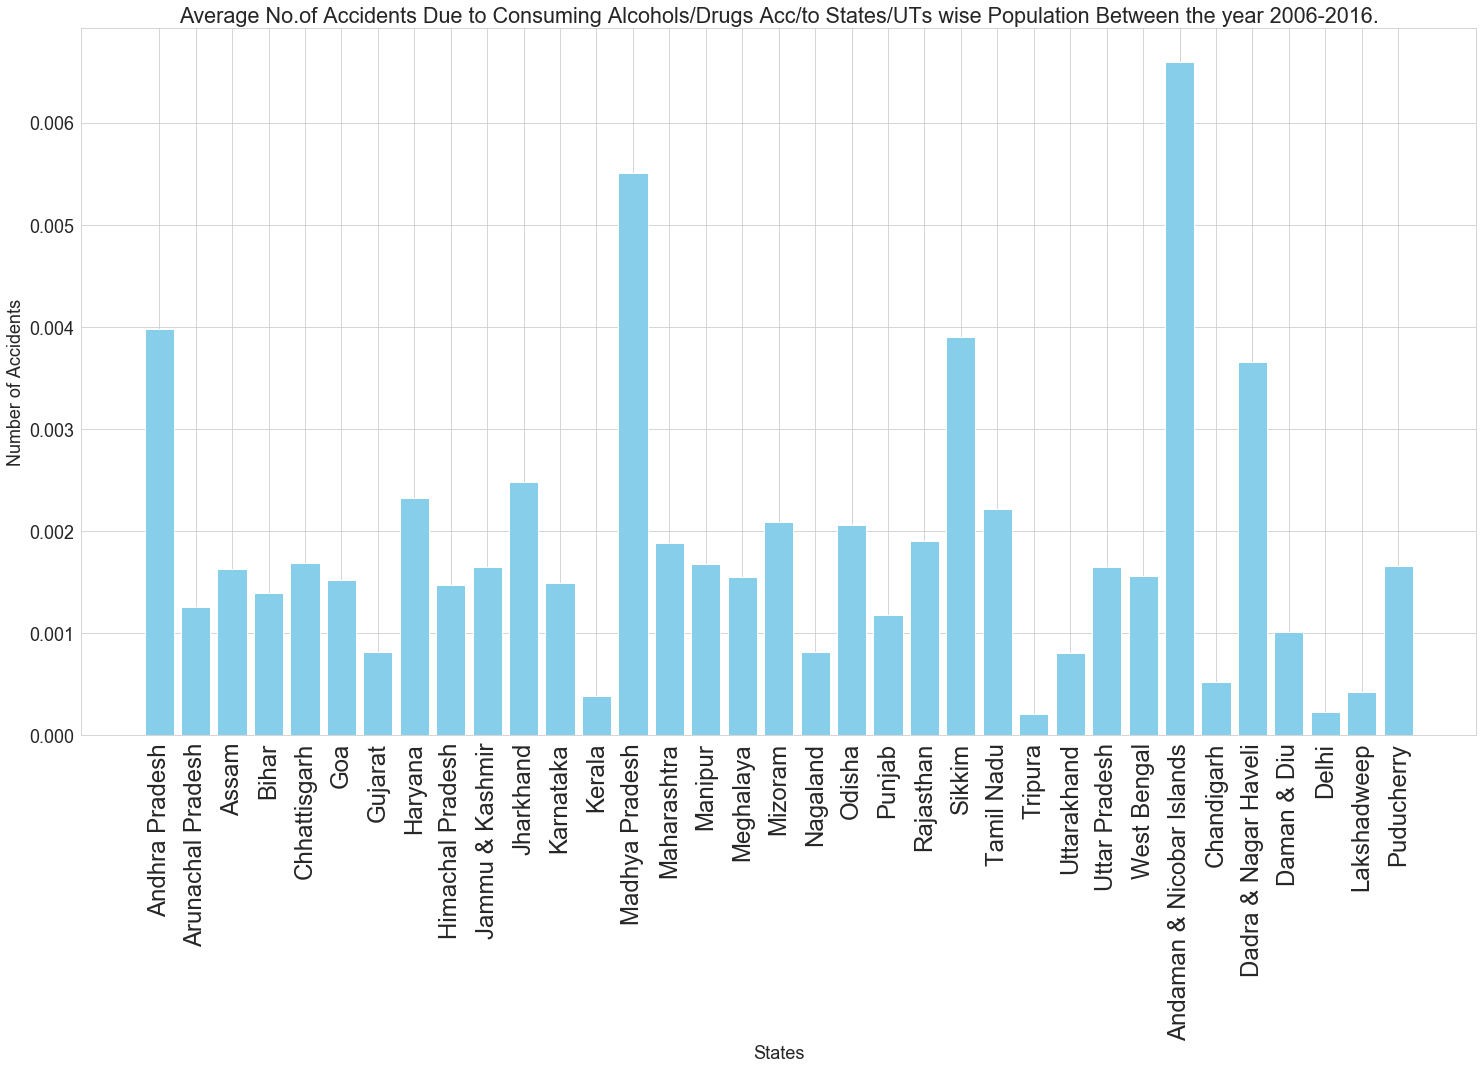 Average No.of Accidents Due to Consuming Alcohols/Drugs Acc/to States/UTs wise Population Between the year 2006-2016.
0.006
0.005
0.004
0.003
0.002
0.001
0.000
Number of Accidents
Andhra Pradesh
Arunachal Pradesh
Assam
Bihar
Chhattisgarh
Goa
Gujarat
Haryana
Himachal Pradesh
Jammu & Kashmir
Jharkhand
Karnataka
Kerala
Madhya Pradesh
Maharashtra
Manipur
Meghalaya
Mizoram
Nagaland
Odisha
Punjab
Rajasthan
Sikkim
Tamil Nadu
Tripura
Uttarakhand
Uttar Pradesh
West Bengal
Andaman & Nicobar Islands
Chandigarh
Dadra & Nagar Haveli
Daman & Diu
Delhi
Lakshadweep
Puducherry
States